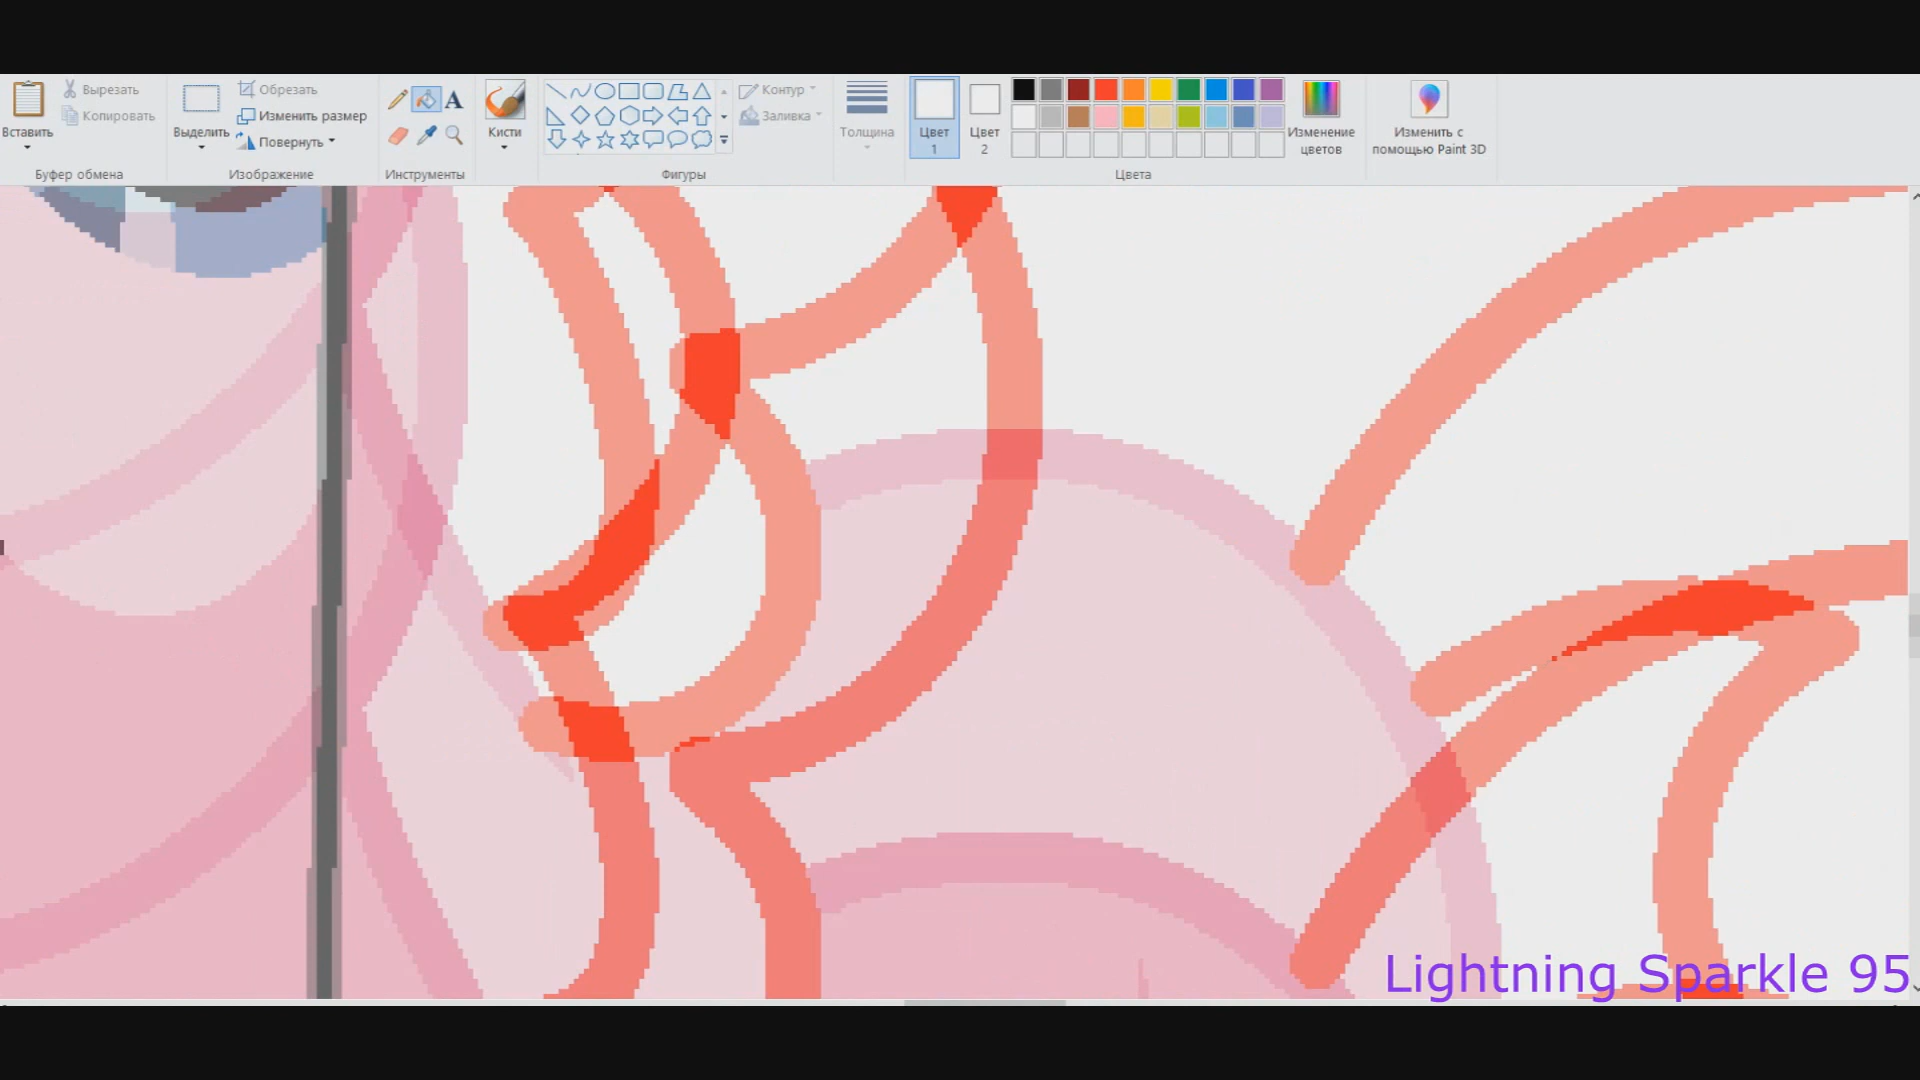 Вставить
Вырезать
Копировать
Буфер обмена
Выделить
Обрезать
Изменить размер
Повернуть
Изображение
A
Инструменты
Кисти
Контур
Заливка
Фигуры
Толщина
Цвет
1
Цвет
2
Изменение
цветов
Цвета
Изменить с
помощью Paint 3D
Lightning Sparkle 95